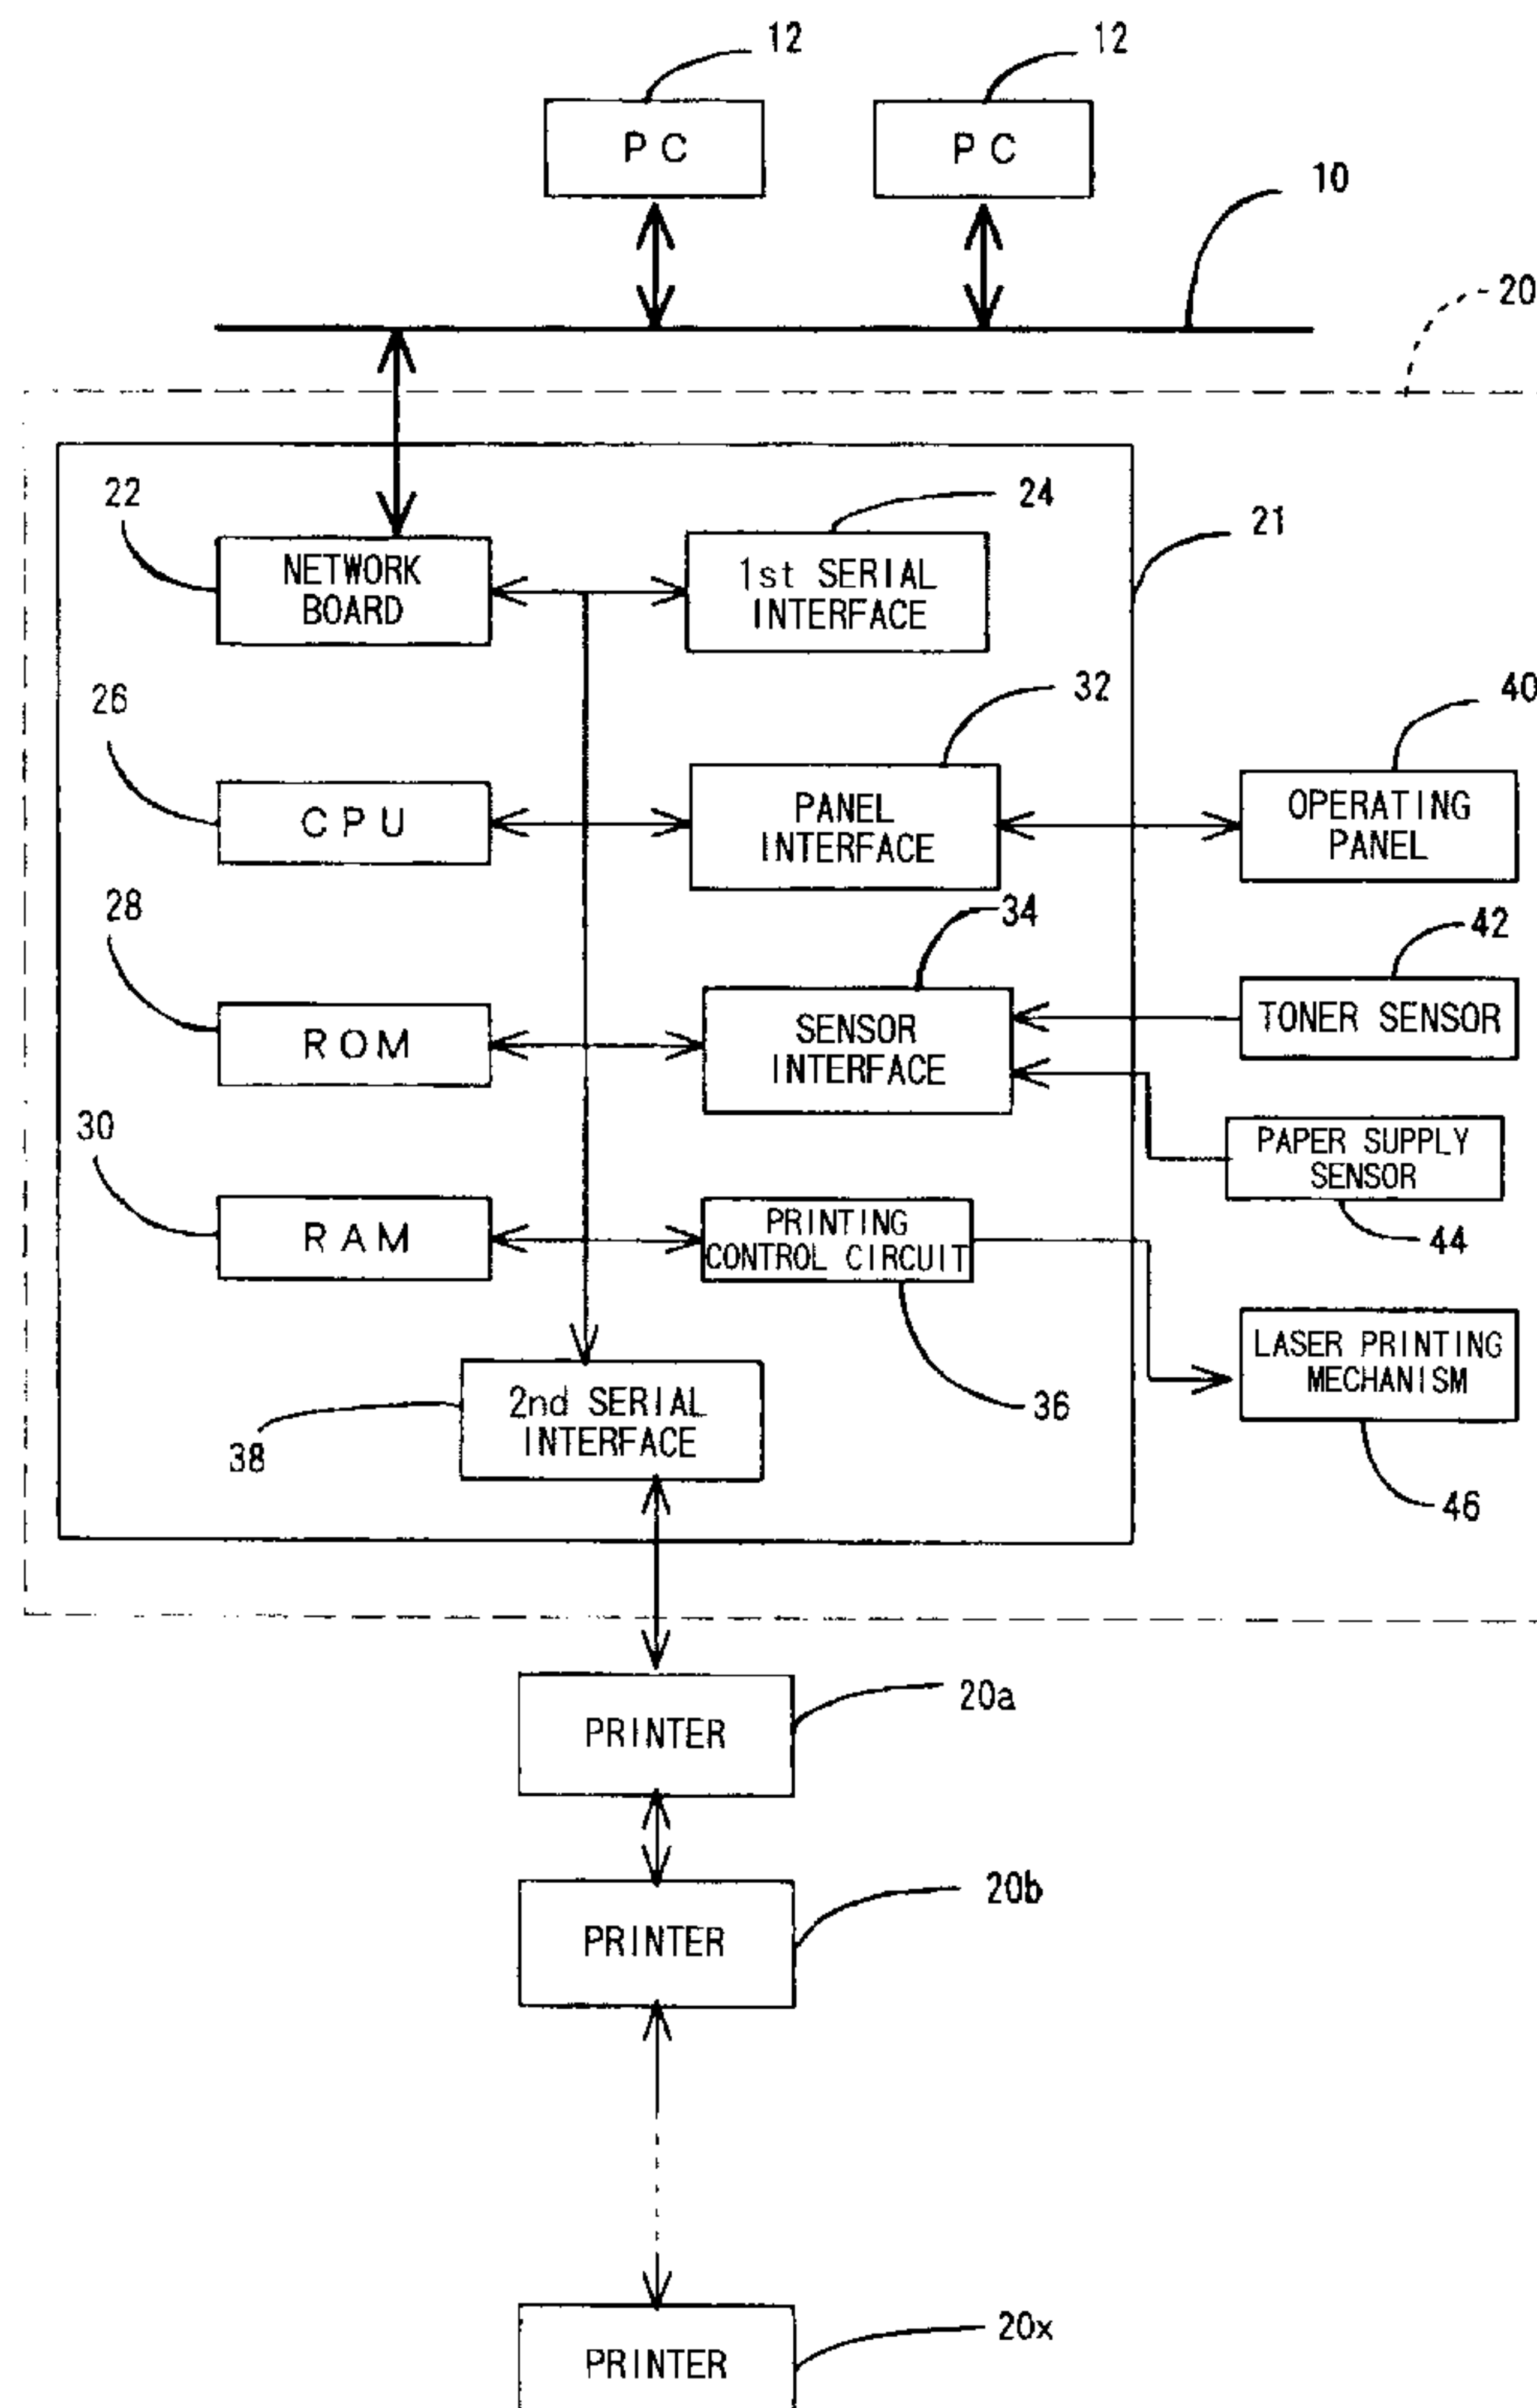 12
12
PC
PC
10
20
22
24
21
NETWORK
BOARD
1st SERIAL
INTERFACE
26
32
40
CPU
PANEL
INTERFACE
OPERATING
PANEL
28
34
42
ROM
SENSOR
INTERFACE
TONER SENSOR
30
PAPER SUPPLY
SENSOR
44
RAM
PRINTING
CONTROL CIRCUIT
LASER PRINTING
MECHANISM
38
2nd SERIAL
INTERFACE
36
46
20a
PRINTER
20b
PRINTER
20x
PRINTER